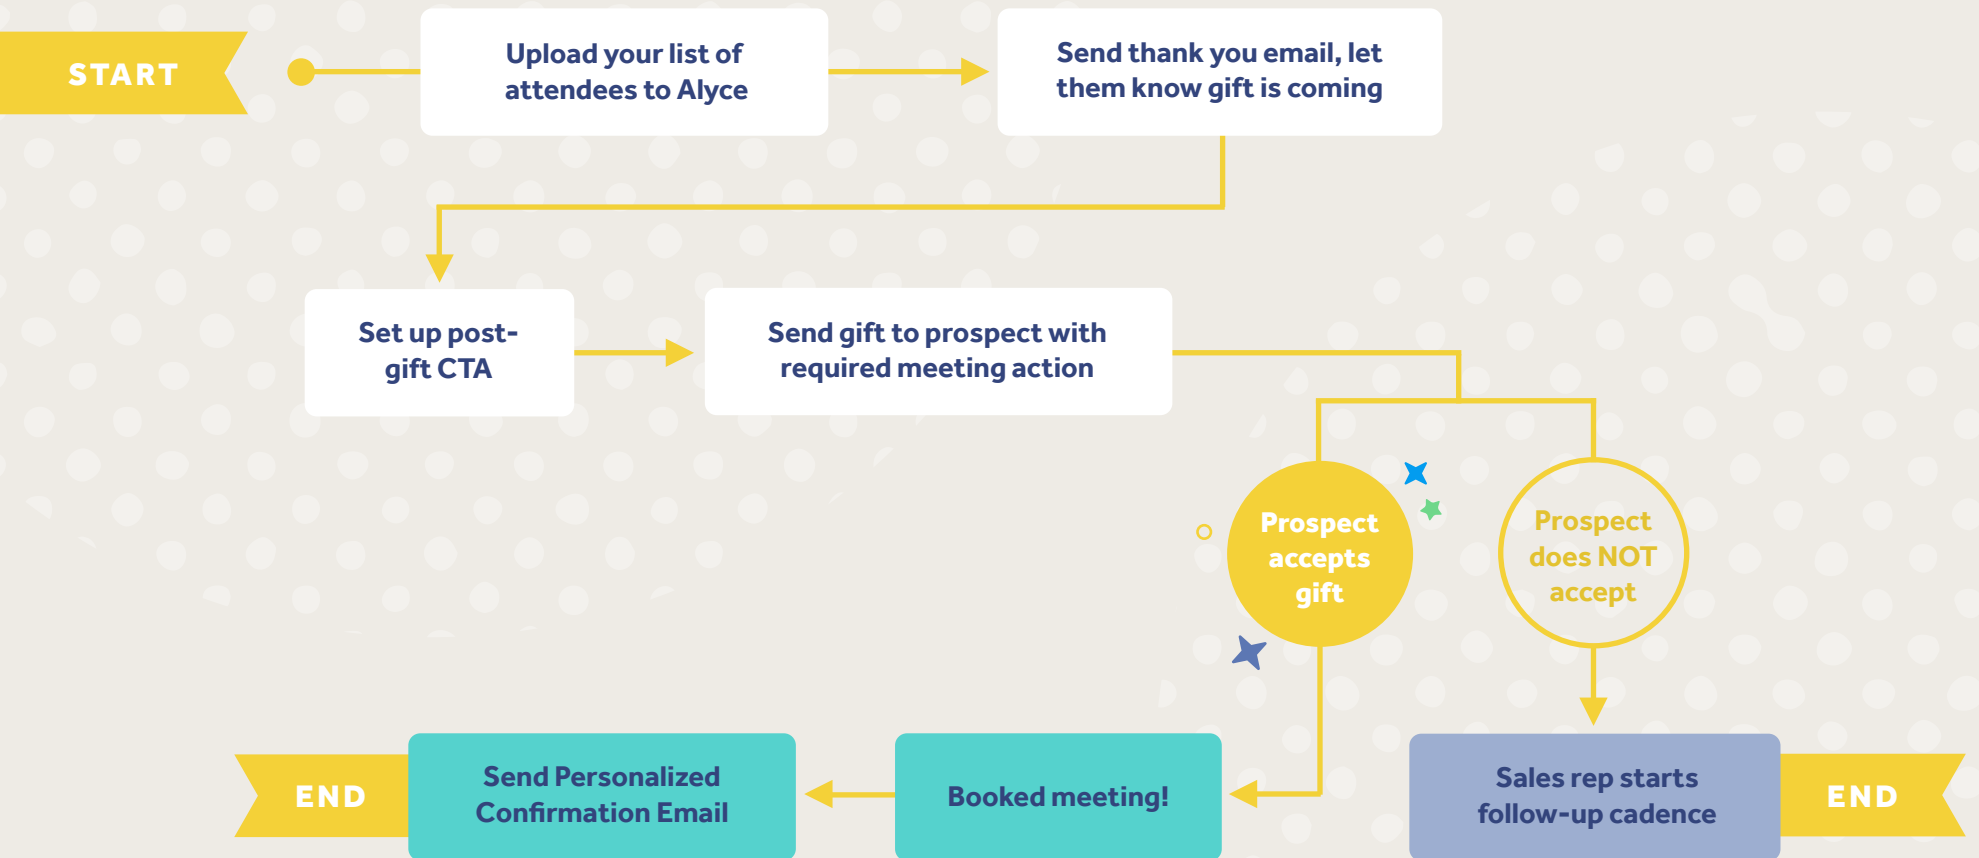 START
Upload your list of
attendees to Alyce
Send thank you email, let
them know gift is coming
Set up post-
gift CTA
Send gift to prospect with
required meeting action
Prospect
accepts
gift
Prospect
does NOT
accept
END
Send Personalized
Confirmation Email
Booked meeting!
Sales rep starts
follow-up cadence
END